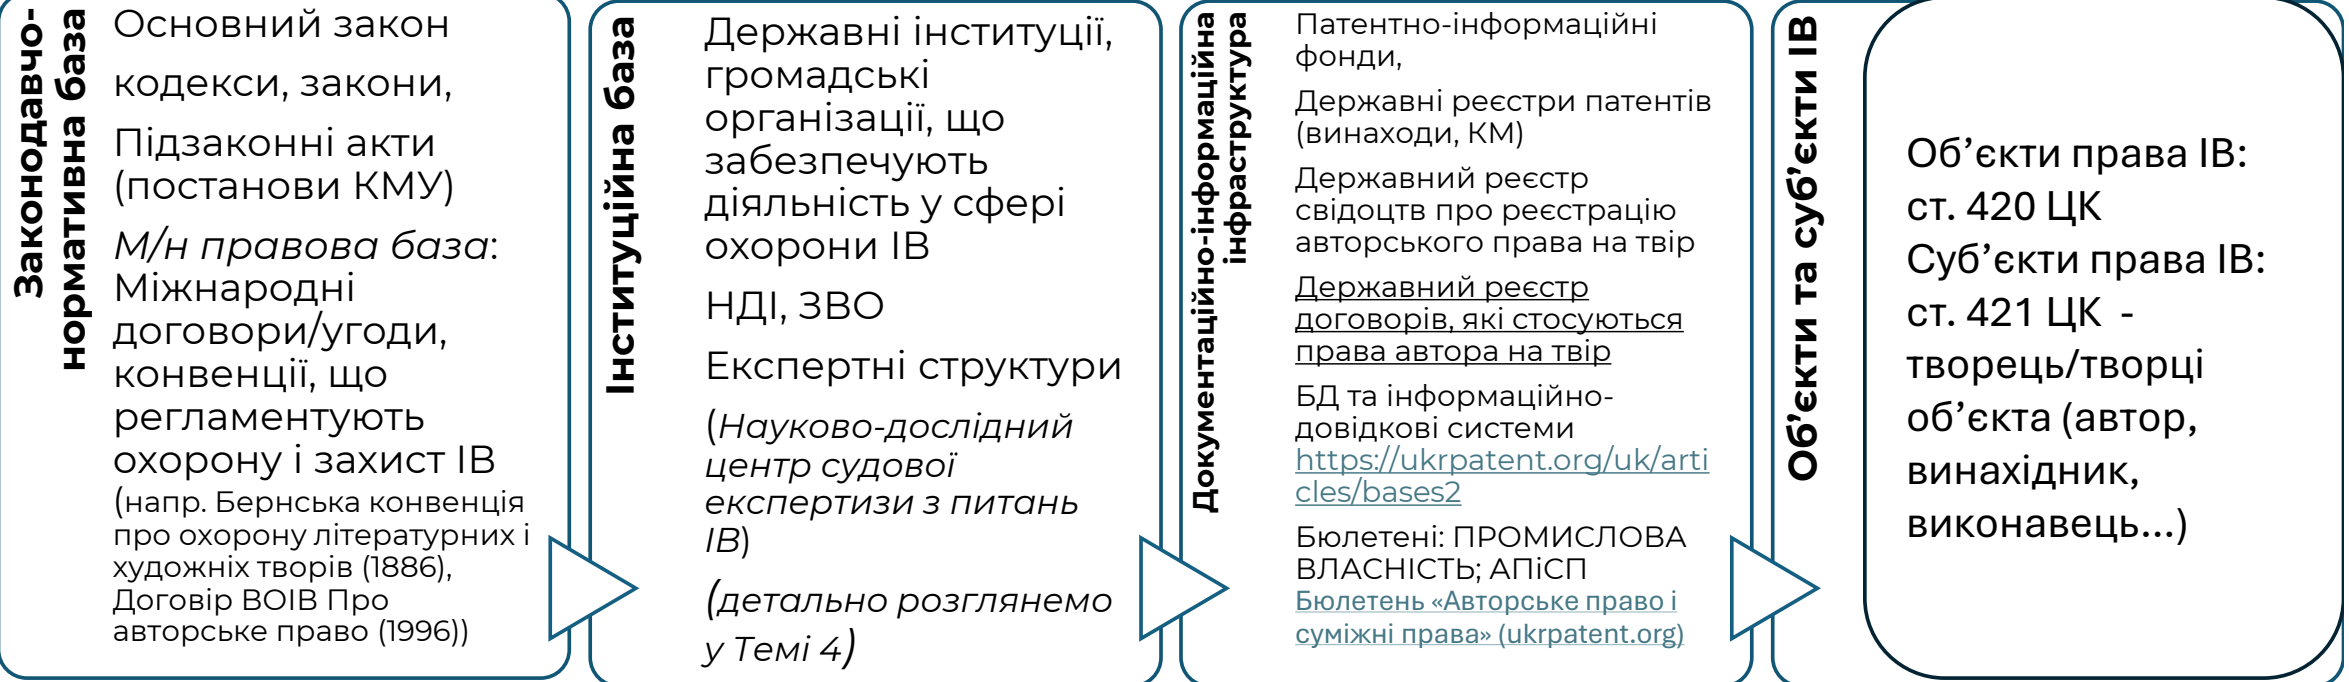 Законодавчо-
нормативна база
Основний закон
кодекси, закони,
Підзаконні акти
(постанови КМУ)
М/н правова база:
Міжнародні
договори/угоди,
конвенції, що
регламентують
охорону і захист ІВ
(напр. Бернська конвенція
про охорону літературних і
художніх творів (1886),
Договір ВОІВ Про
авторське право (1996))
Інституційна база
Державні інституції,
громадські
організації, що
забезпечують
діяльність у сфері
охорони ІВ
НДІ, ЗВО
Експертні структури
(Науково-дослідний
центр судової
експертизи з питань
ІВ)
(детально розглянемо
у Темі 4)
Документаційно-інформаційна
інфраструктура
Патентно-інформаційні
фонди,
Державні реєстри патентів
(винаходи, КМ)
Державний реєстр
свідоцтв про реєстрацію
авторського права на твір
Державний реєстр
договорів, які стосуються
права автора на твір
БД та інформаційно-
довідкові системи
https://ukrpatent.org/uk/arti
cles/bases2
Бюлетені: ПРОМИСЛОВА
ВЛАСНІСТЬ; АПіСП
Бюлетень «Авторське право і
суміжні права» (ukrpatent.org)
Об’єкти та суб’єкти ІВ
Об’єкти права ІВ:
ст. 420 ЦК
Суб’єкти права ІВ:
ст. 421 ЦК -
творець/творці
об’єкта (автор,
винахідник,
виконавець...)